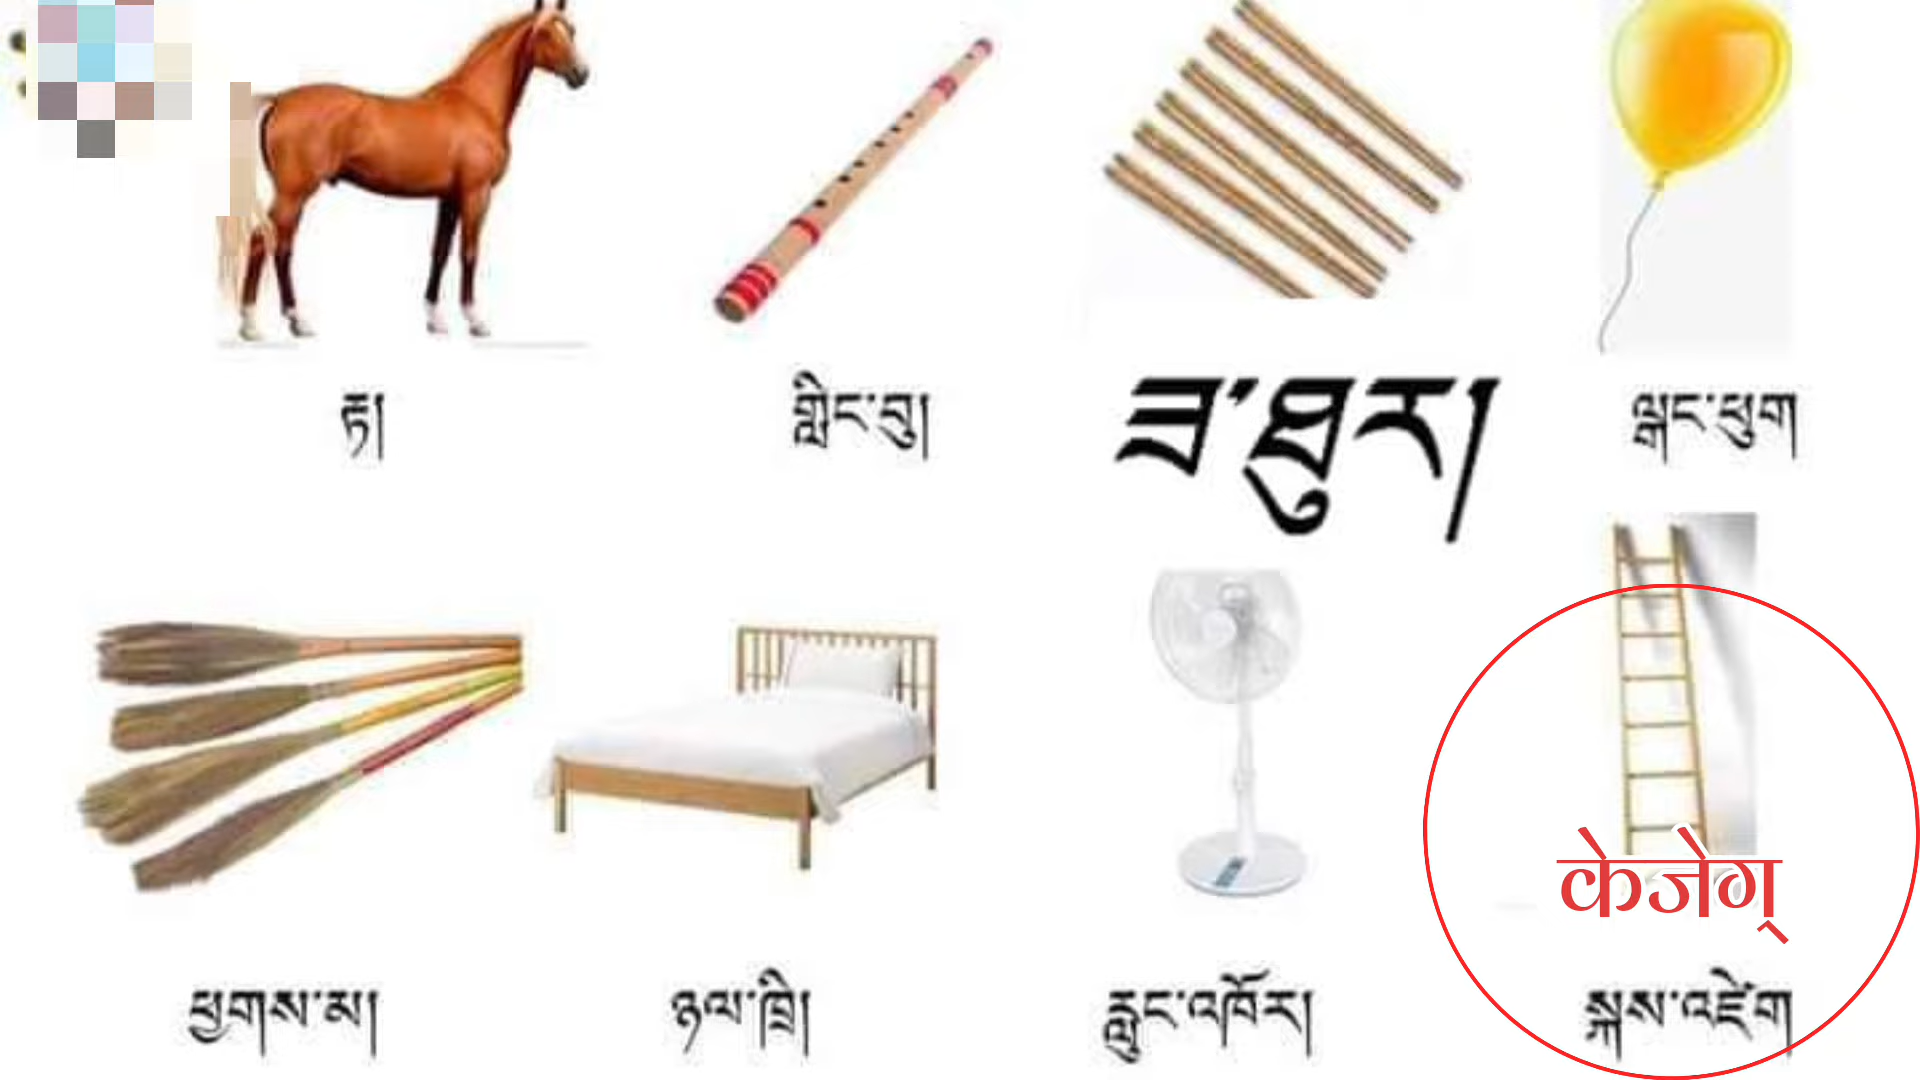 རྟ།
གླིང་བུ།
ཟ་ཐུར།
ལྒང་ཕུག
ཕྱགས་མ།
ཉལ་ཁྲི།
རླུང་འཁོར།
केजेग्
སྐས་འཛེག